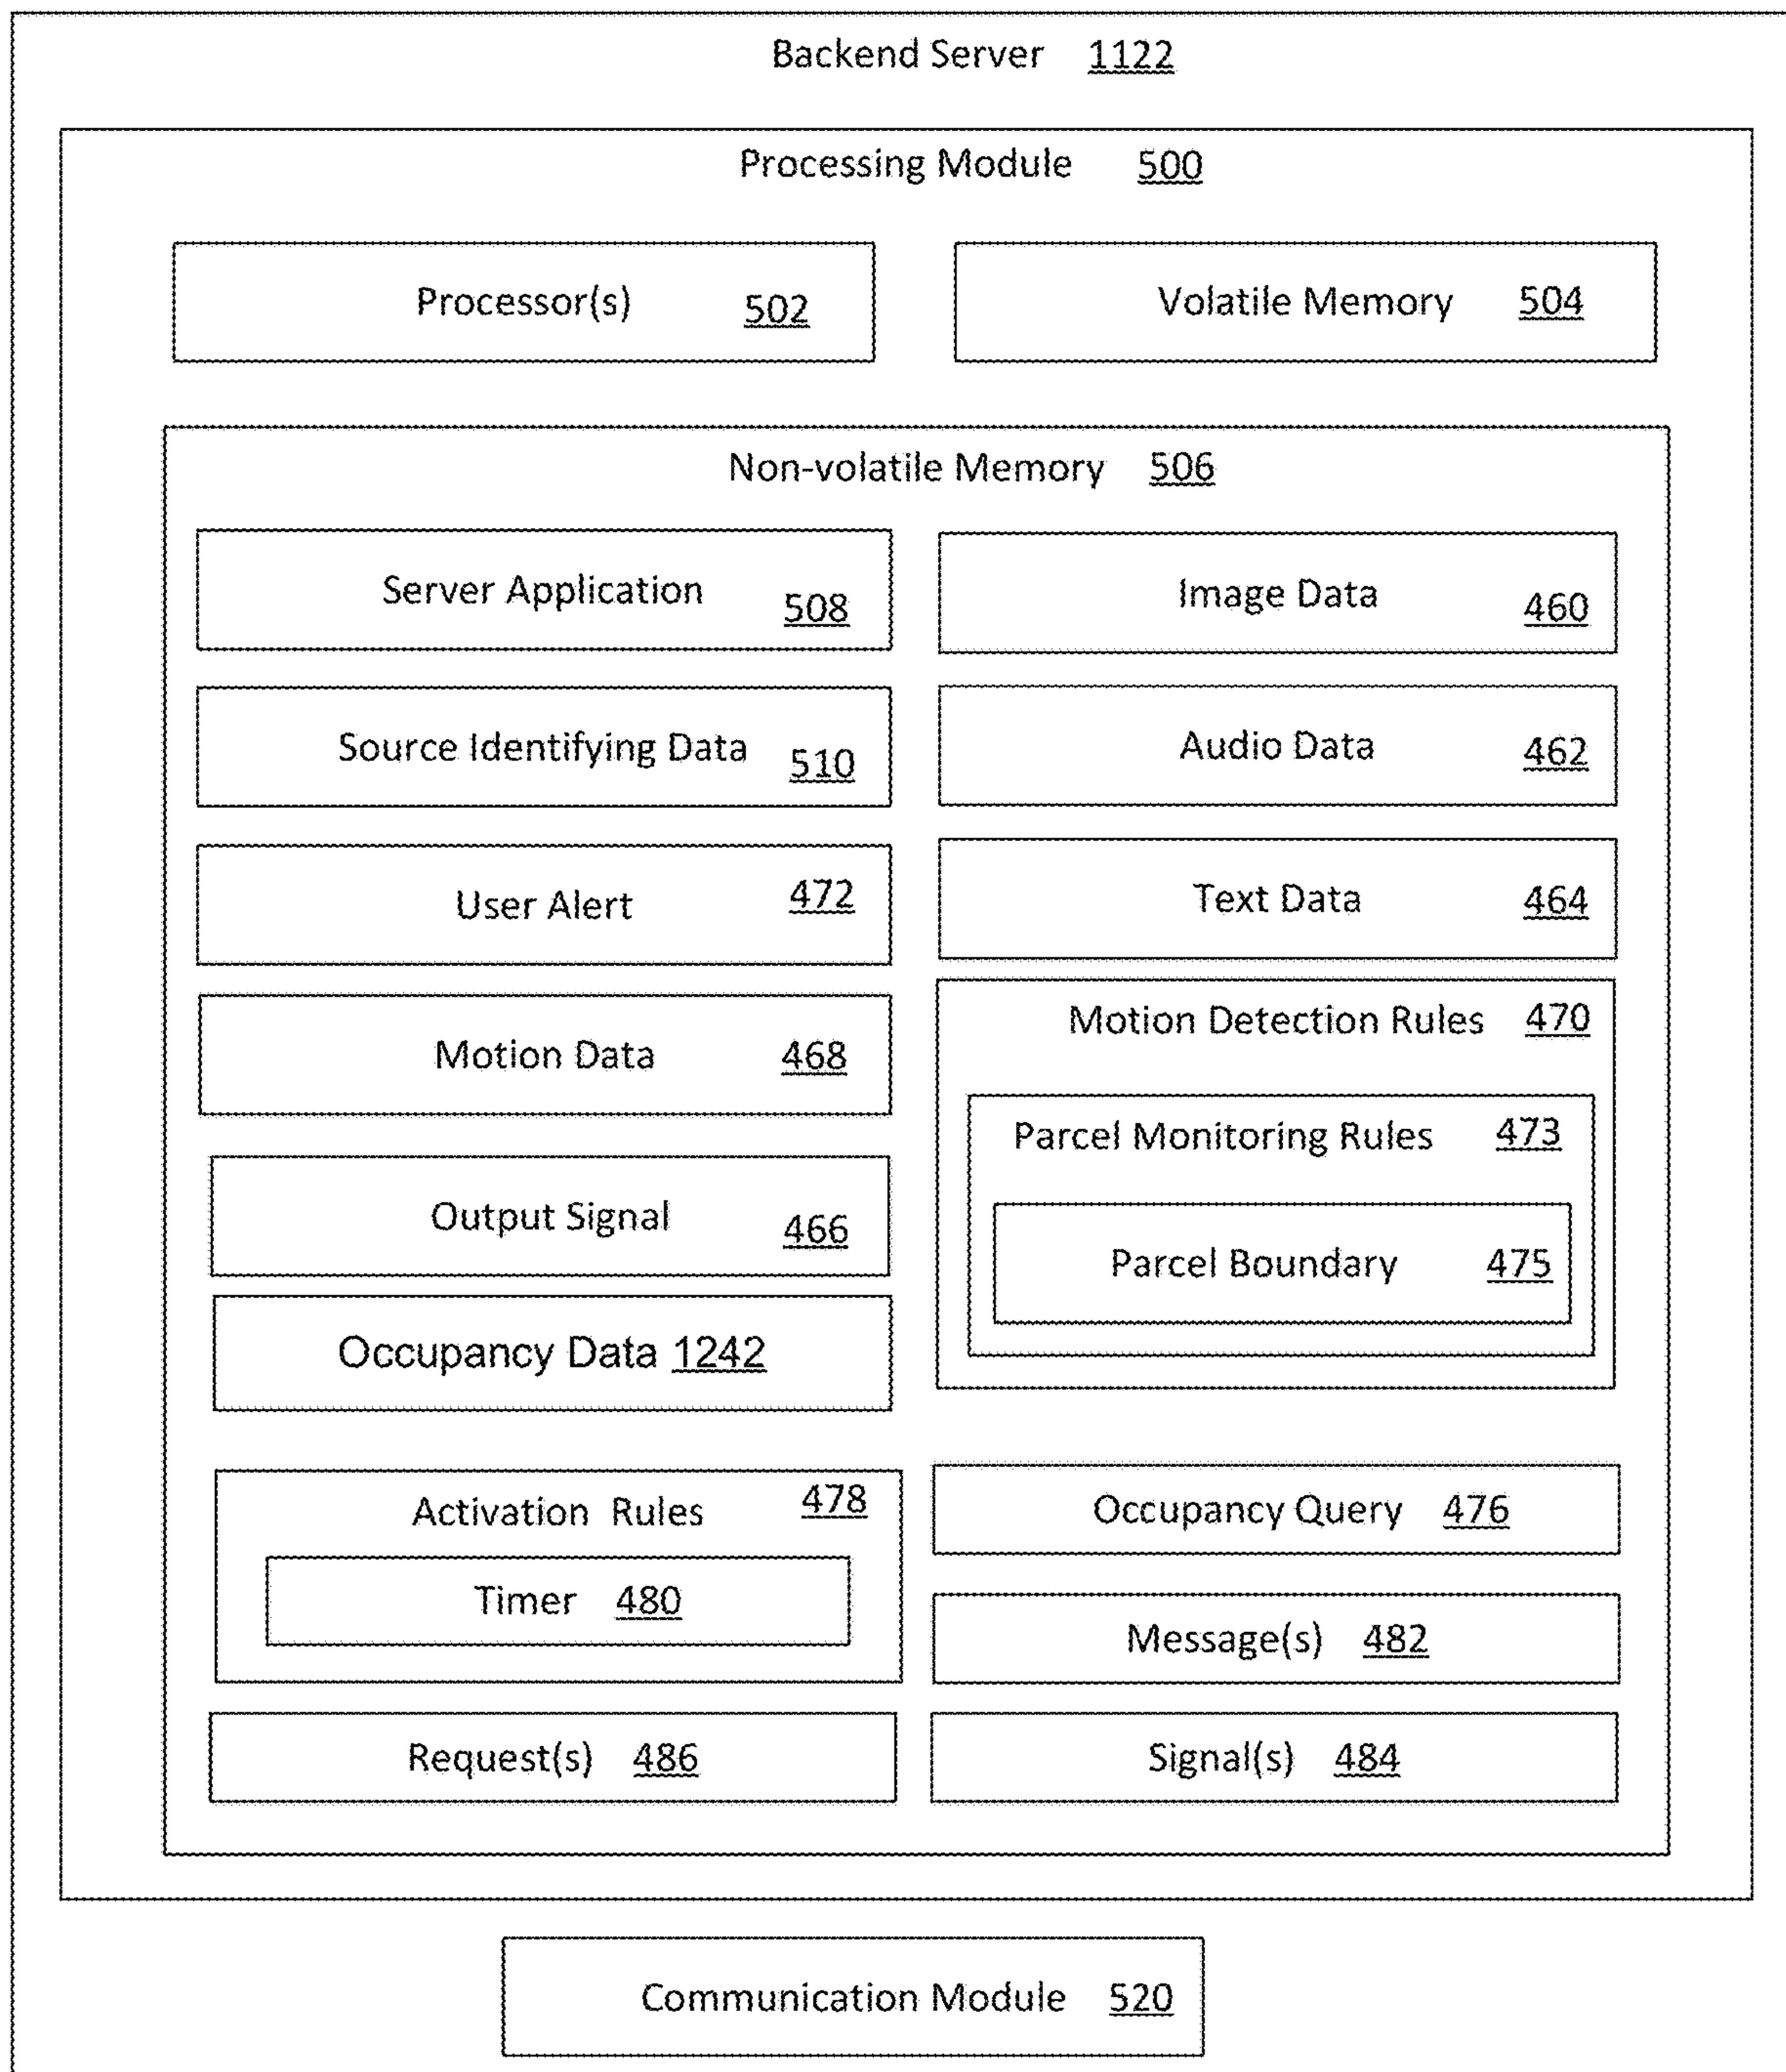 Backend Server 1122
Processing Module 500
Processor(s) 502
Volatile Memory 504
Non-volatile Memory 506
Server Application 508
Image Data 460
Source Identifying Data 510
Audio Data 462
User Alert 472
Text Data 464
Motion Data 468
Motion Detection Rules 470
Parcel Monitoring Rules 473
Output Signal 466
Parcel Boundary 475
Occupancy Data 1242
Activation Rules 478
Occupancy Query 476
Timer 480
Message(s) 482
Request(s) 486
Signal(s) 484
Communication Module 520